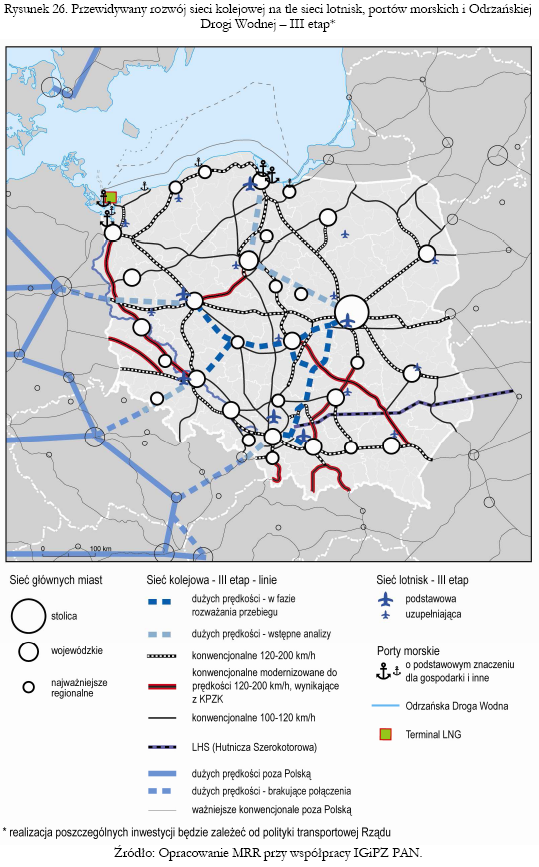 Rysunek 26. Przewidywany rozwój sieci kolejowej na tle sieci lotnisk, portów morskich i Odrzańskiej
Drogi Wodnej – III etap*
0 100 km
Sieć głównych miast
stolica
wojewódzkie
najważniejsze
regionalne
Sieć kolejowa - III etap - linie
dużych prędkości - w fazie
rozważania przebiegu
dużych prędkości - wstępne analizy
konwencjonalne 120-200 km/h
konwencjonalne modernizowane do
prędkości 120-200 km/h, wynikające
z KPZK
konwencjonalne 100-120 km/h
LHS (Hutnicza Szerokotorowa)
dużych prędkości poza Polską
dużych prędkości - brakujące połączenia
ważniejsze konwencjonale poza Polską
Sieć lotnisk - III etap
podstawowa
uzupełniająca
Porty morskie
o podstawowym znaczeniu
dla gospodarki i inne
Odrzańska Droga Wodna
Terminal LNG
* realizacja poszczególnych inwestycji będzie zależeć od polityki transportowej Rządu
Źródło: Opracowanie MRR przy współpracy IGiPZ PAN.